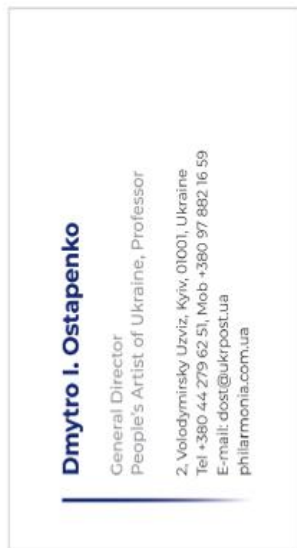 Dmytro I. Ostapenko
General Director
People's Artist of Ukraine, Professor
2, Volodymirsky Uzviz, Kyiv, 01001, Ukraine
Tel +380 44 279 62 51, Mob +380 97 882 16 59
E-mail: dost@ukrpost.ua
philarmonia.com.ua